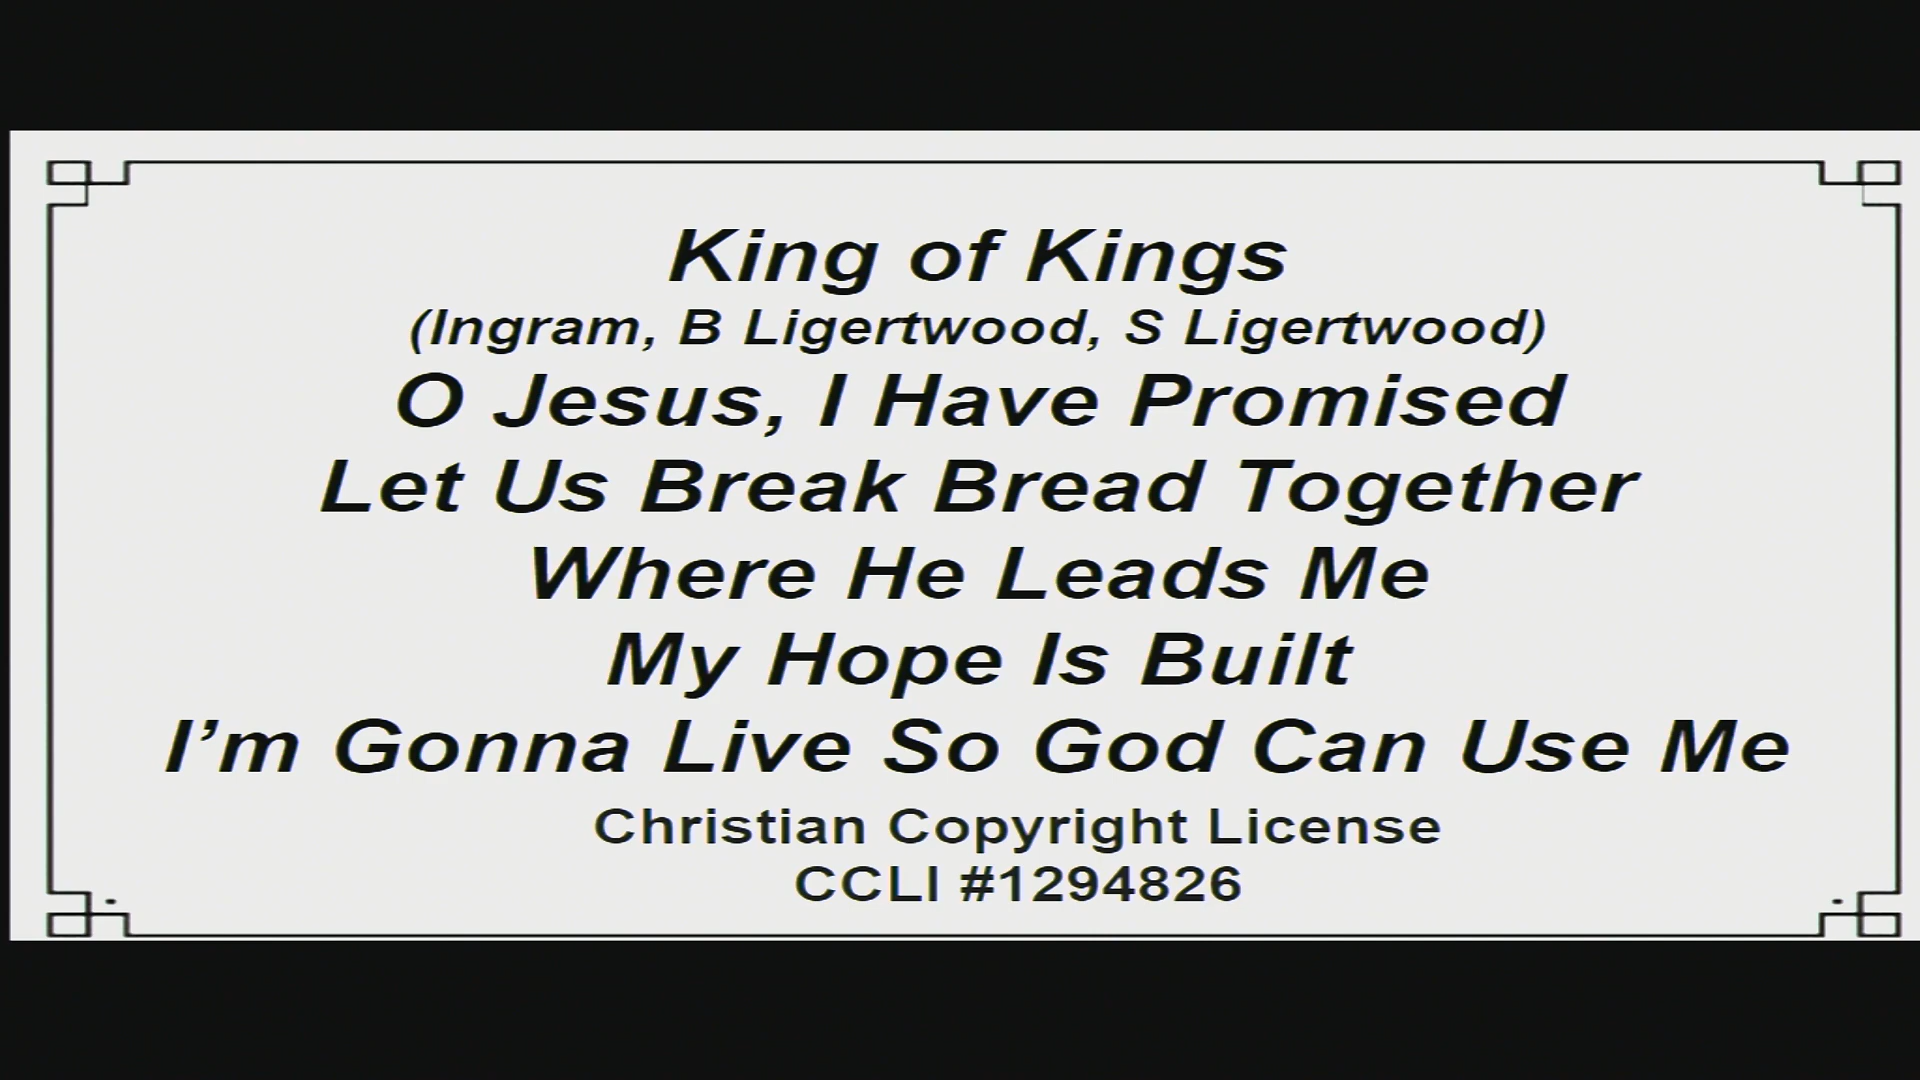 King of Kings
(Ingram, B Ligertwood, S Ligertwood)
O Jesus, I Have Promised
Let Us Break Bread Together
Where He Leads Me
My Hope Is Built
I’m Gonna Live So God Can Use Me
Christian Copyright License
CCLI #1294826